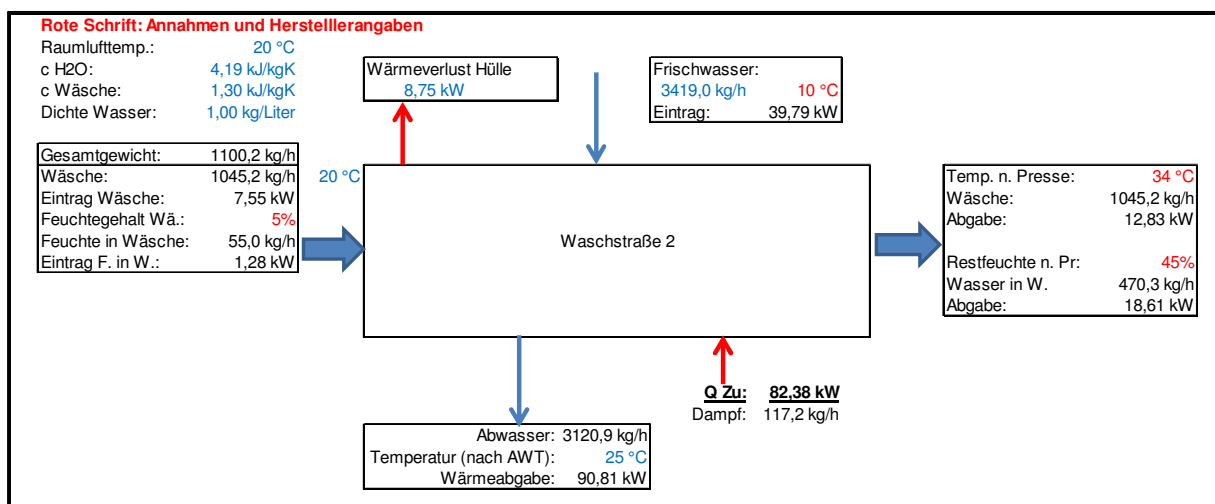 Rote Schrift: Annahmen und Herstelllerangaben
Raumlufttemp.: 20 °C
c H2O: 4,19 kJ/kgK
c Wäsche: 1,30 kJ/kgK
Dichte Wasser: 1,00 kg/Liter
Wärmeverlust Hülle
8,75 kW
Frischwasser:
3419,0 kg/h 10 °C
Eintrag: 39,79 kW
Gesamtgewicht: 1100,2 kg/h
Wäsche: 1045,2 kg/h
Eintrag Wäsche: 7,55 kW
Feuchtegehalt Wä.: 5%
Feuchte in Wäsche: 55,0 kg/h
Eintrag F. in W.: 1,28 kW
20 °C
Waschstraße 2
Temp. n. Presse: 34 °C
Wäsche: 1045,2 kg/h
Abgabe: 12,83 kW
Restfeuchte n. Pr: 45%
Wasser in W. 470,3 kg/h
Abgabe: 18,61 kW
Q Zu: 82,38 kW
Dampf: 117,2 kg/h
Abwasser: 3120,9 kg/h
Temperatur (nach AWT): 25 °C
Wärmeabgabe: 90,81 kW